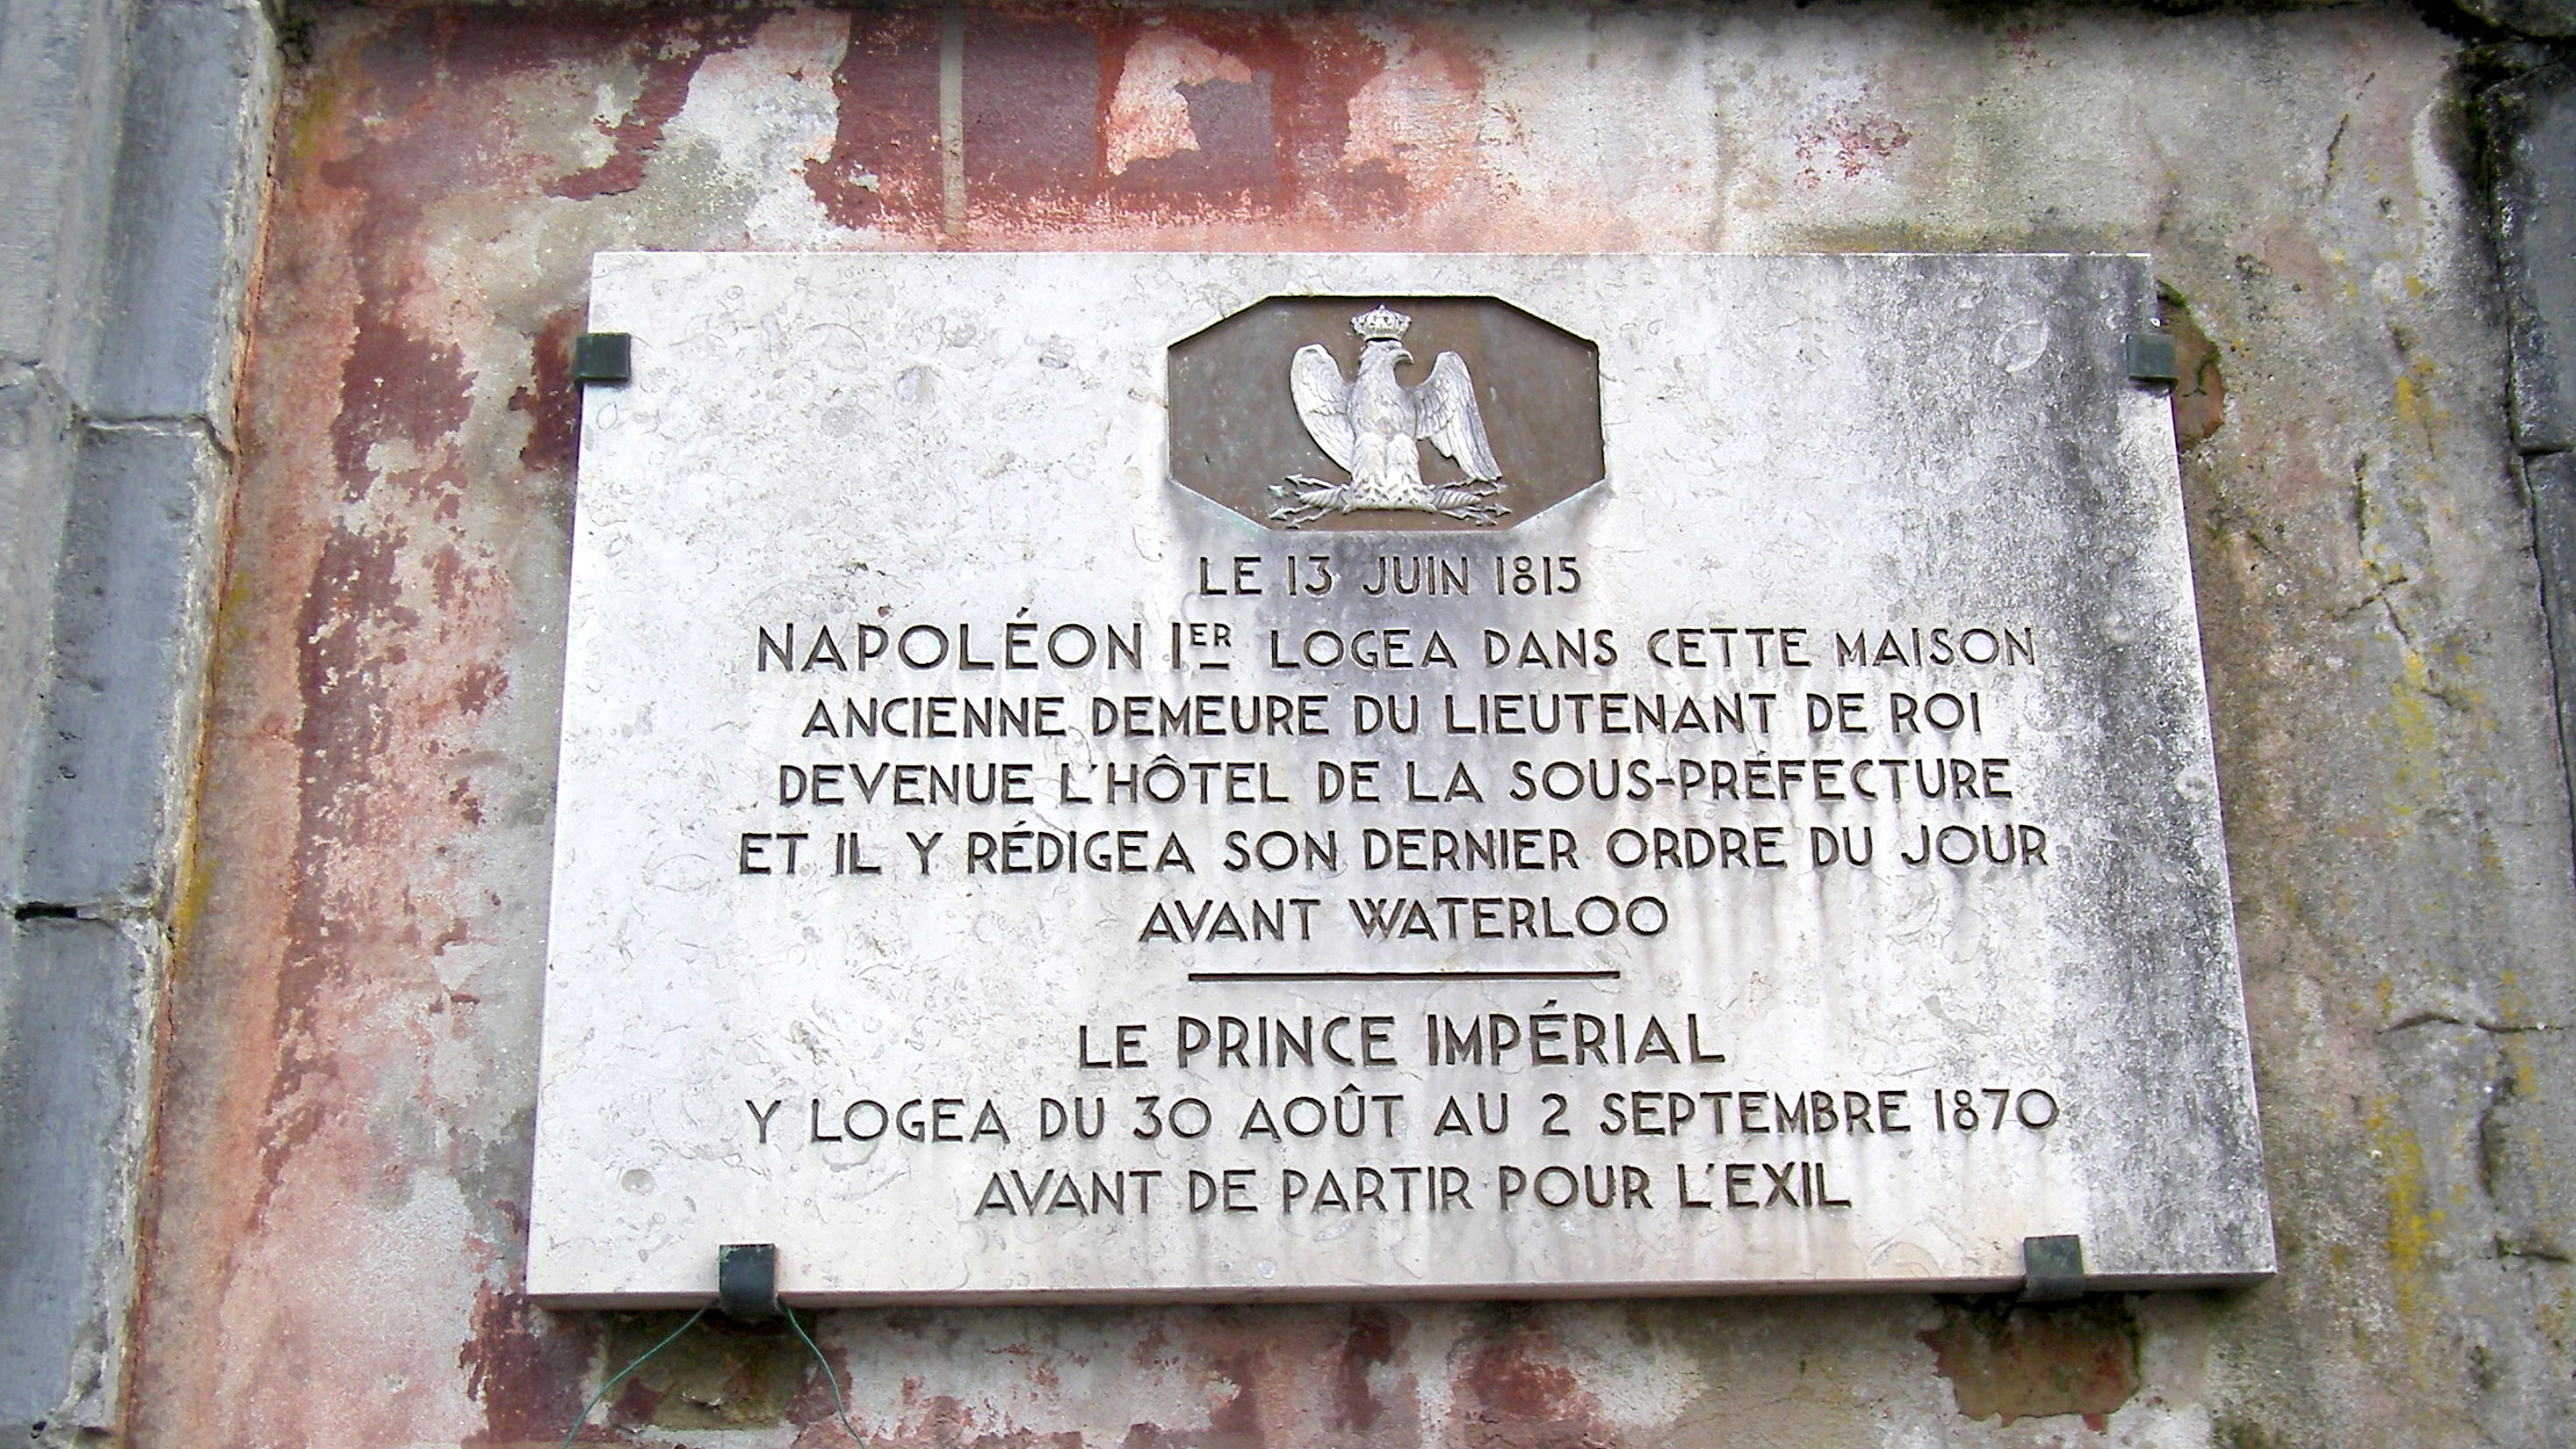 LE 13 JUIN 1815
NAPOLÉON IER LOGEA DANS CETTE MAISON
ANCIENNE DEMEURE DU LIEUTENANT DE ROI
DEVENUE L'HÔTEL DE LA SOUS-PRÉFECTURE
ET IL Y RÉDIGEA SON DERNIER ORDRE DU JOUR
AVANT WATERLOO
LE PRINCE IMPÉRIAL
Y LOGEA DU 30 AOÛT AU 2 SEPTEMBRE 1870
AVANT DE PARTIR POUR L'EXIL